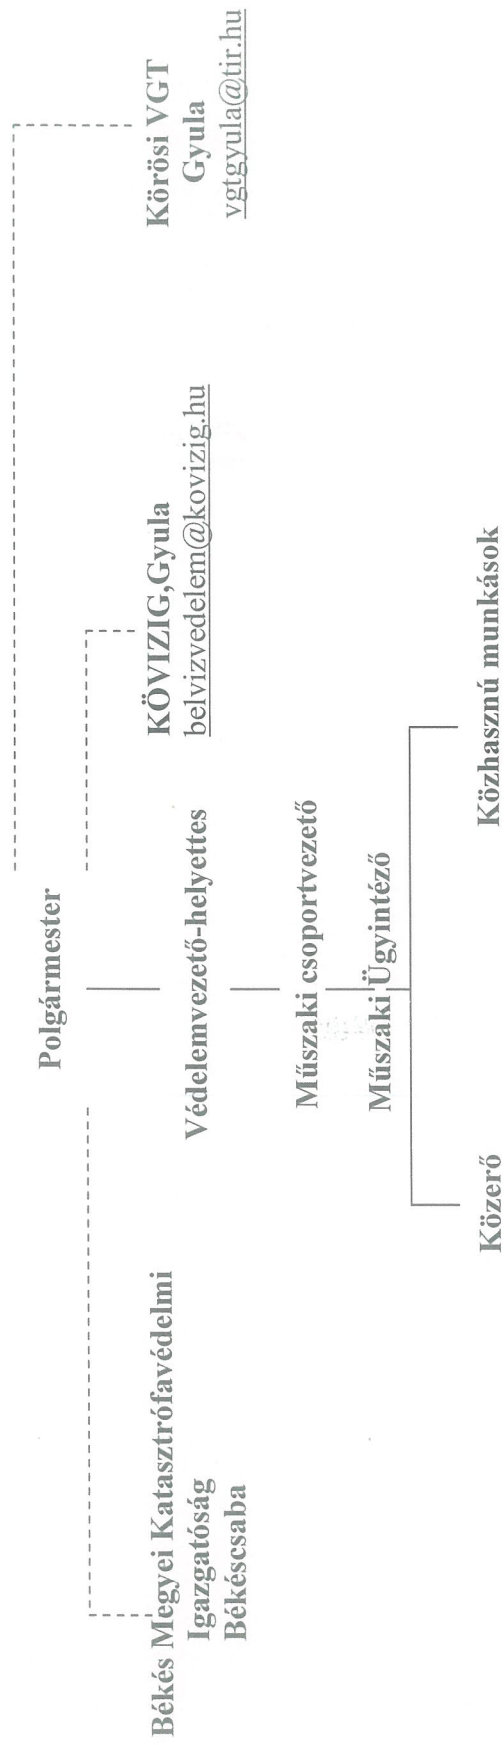 Polgármester
Békés Megyei Katasztrófavédelmi
Igazgatóság
Békéscsaba
Védelemvezető-helyettes
KÖVIZIG,Gyula
belvizvedelem@kovizig.hu
Körösi VGT
Gyula
vgtgyula@tir.hu
Műszaki csoportvezető
Műszaki Ügyintéző
Közerő
Közhasznú munkások